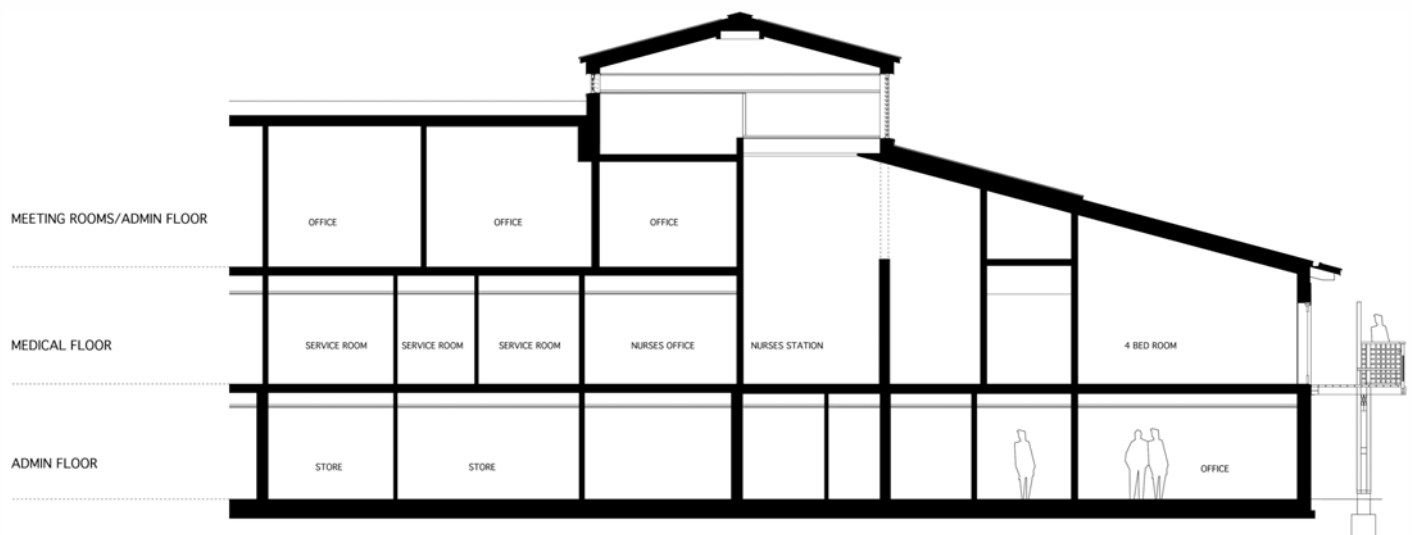 MEETING ROOMS/ADMIN FLOOR
OFFICE
OFFICE
OFFICE
MEDICAL FLOOR
SERVICE ROOM
SERVICE ROOM
SERVICE ROOM
NURSES OFFICE
NURSES STATION
4 BED ROOM
ADMIN FLOOR
STORE
STORE
OFFICE